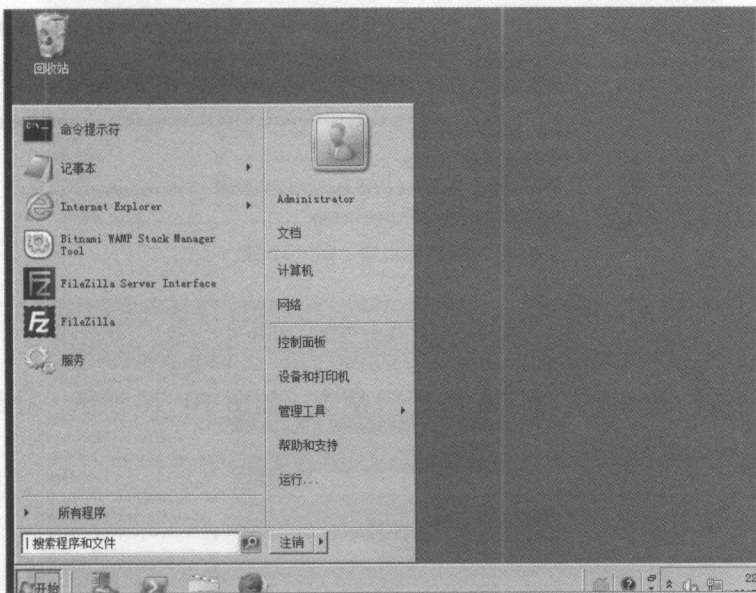 回收站
命令提示符
记事本
Internet Explorer
Bitnami WAMP Stack Manager
Tool
FileZilla Server Interface
FileZilla
服务
所有程序
搜索程序和文件
Administrator
文档
计算机
网络
控制面板
设备和打印机
管理工具
帮助和支持
运行...
注销
开始
22